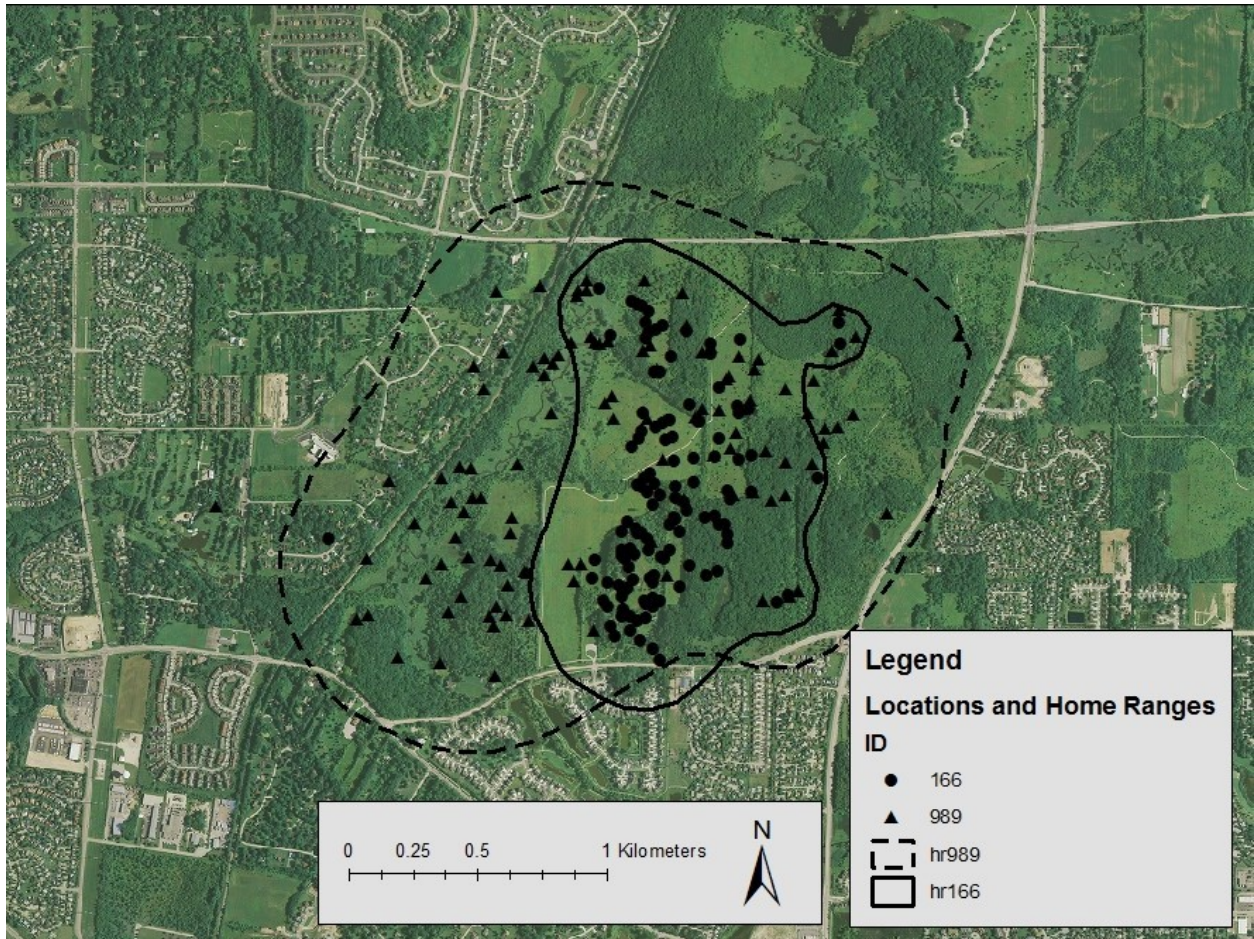 Legend
Locations and Home Ranges
ID
166
989
hr989
hr166
0 0.25 0.5 1 Kilometers
N